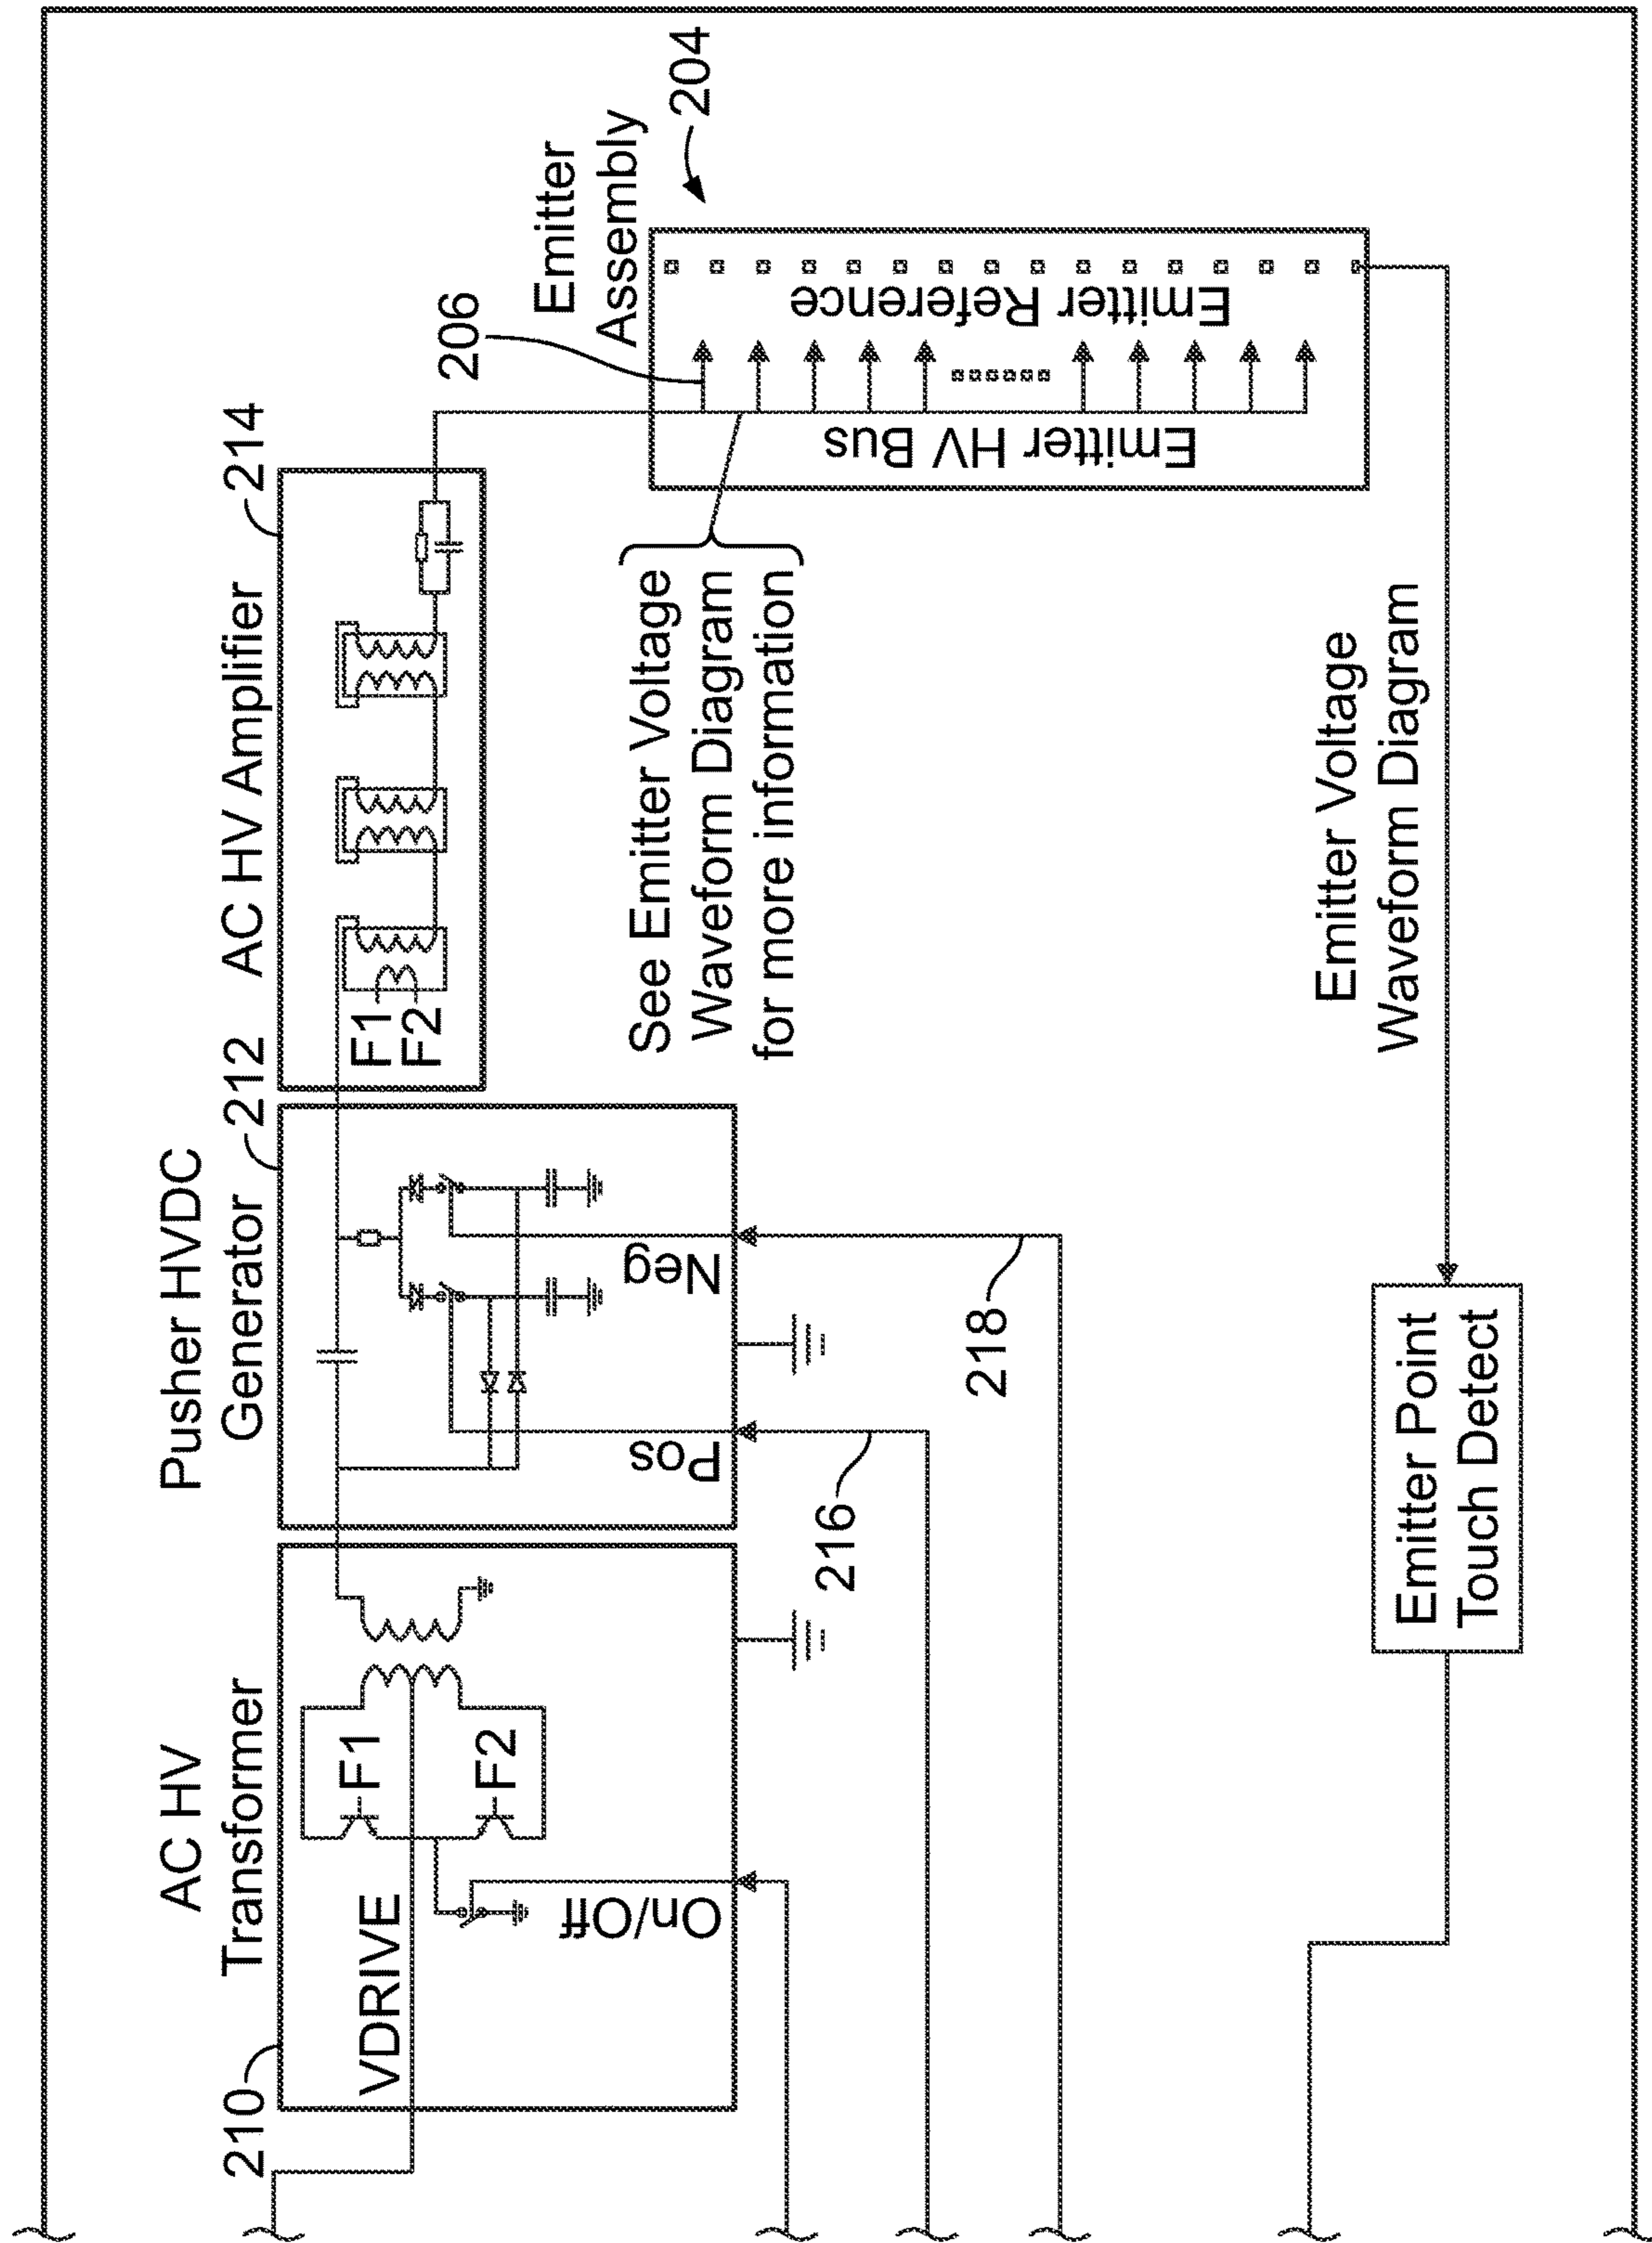 210
AC HV
Transformer
VDRIVE
F1
F2
On/Off
Pusher HVDC
Generator
212
Pos
Neg
216
218
AC HV Amplifier
214
F1
F2
206
Emitter
Assembly
204
Emitter HV Bus
Emitter Reference
See Emitter Voltage
Waveform Diagram
for more information
Emitter Voltage
Waveform Diagram
Emitter Point
Touch Detect